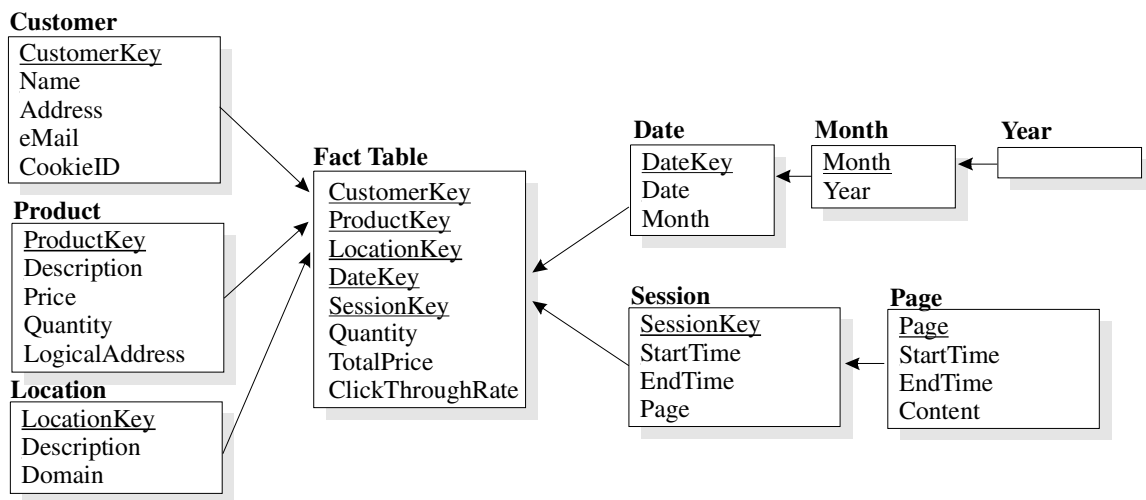 Customer
CustomerKey
Name
Address
eMail
CookieID
Product
ProductKey
Description
Price
Quantity
LogicalAddress
Location
LocationKey
Description
Domain
Fact Table
CustomerKey
ProductKey
LocationKey
DateKey
SessionKey
Quantity
TotalPrice
ClickThroughRate
Date
DateKey
Date
Month
Month
Month
Year
Year
Session
SessionKey
StartTime
EndTime
Page
Page
Page
StartTime
EndTime
Content